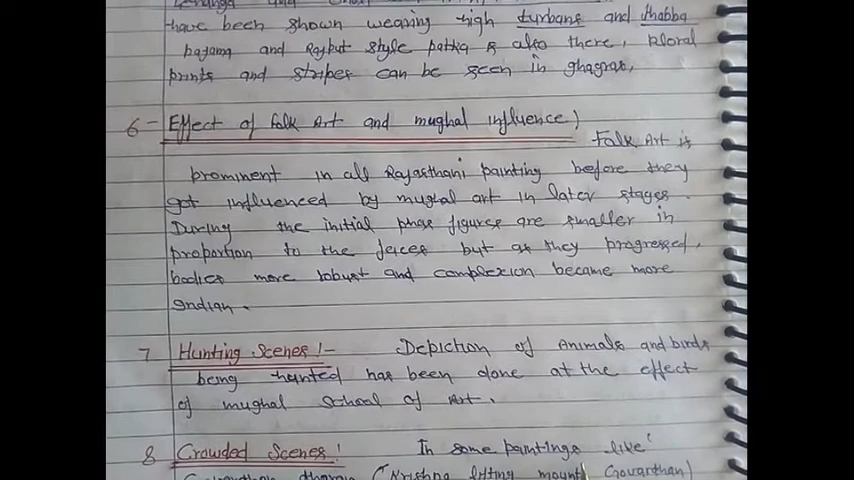 have been shown weaning high turbans and Jhabba
pajama and Rajput style patka is also there, Floral
prints and stripes can be seen in ghagras,
6- Effect of Folk Art and mughal influence)
Folk Art is
prominent in all Rajasthani painting before they
got influenced by mughal art in later stages.
During the initial phas figures are smaller in
proportion to the faces but as they progressed,
bodies more robust and complexion became more
Indian.
7 Hunting Scenes!- Depiction of Animals and birds
being hunted has been done at the effect
of mughal School of Art.
8 Crowded Scenes! In some paintings like'
(Krishna lifting mount Govarthan)